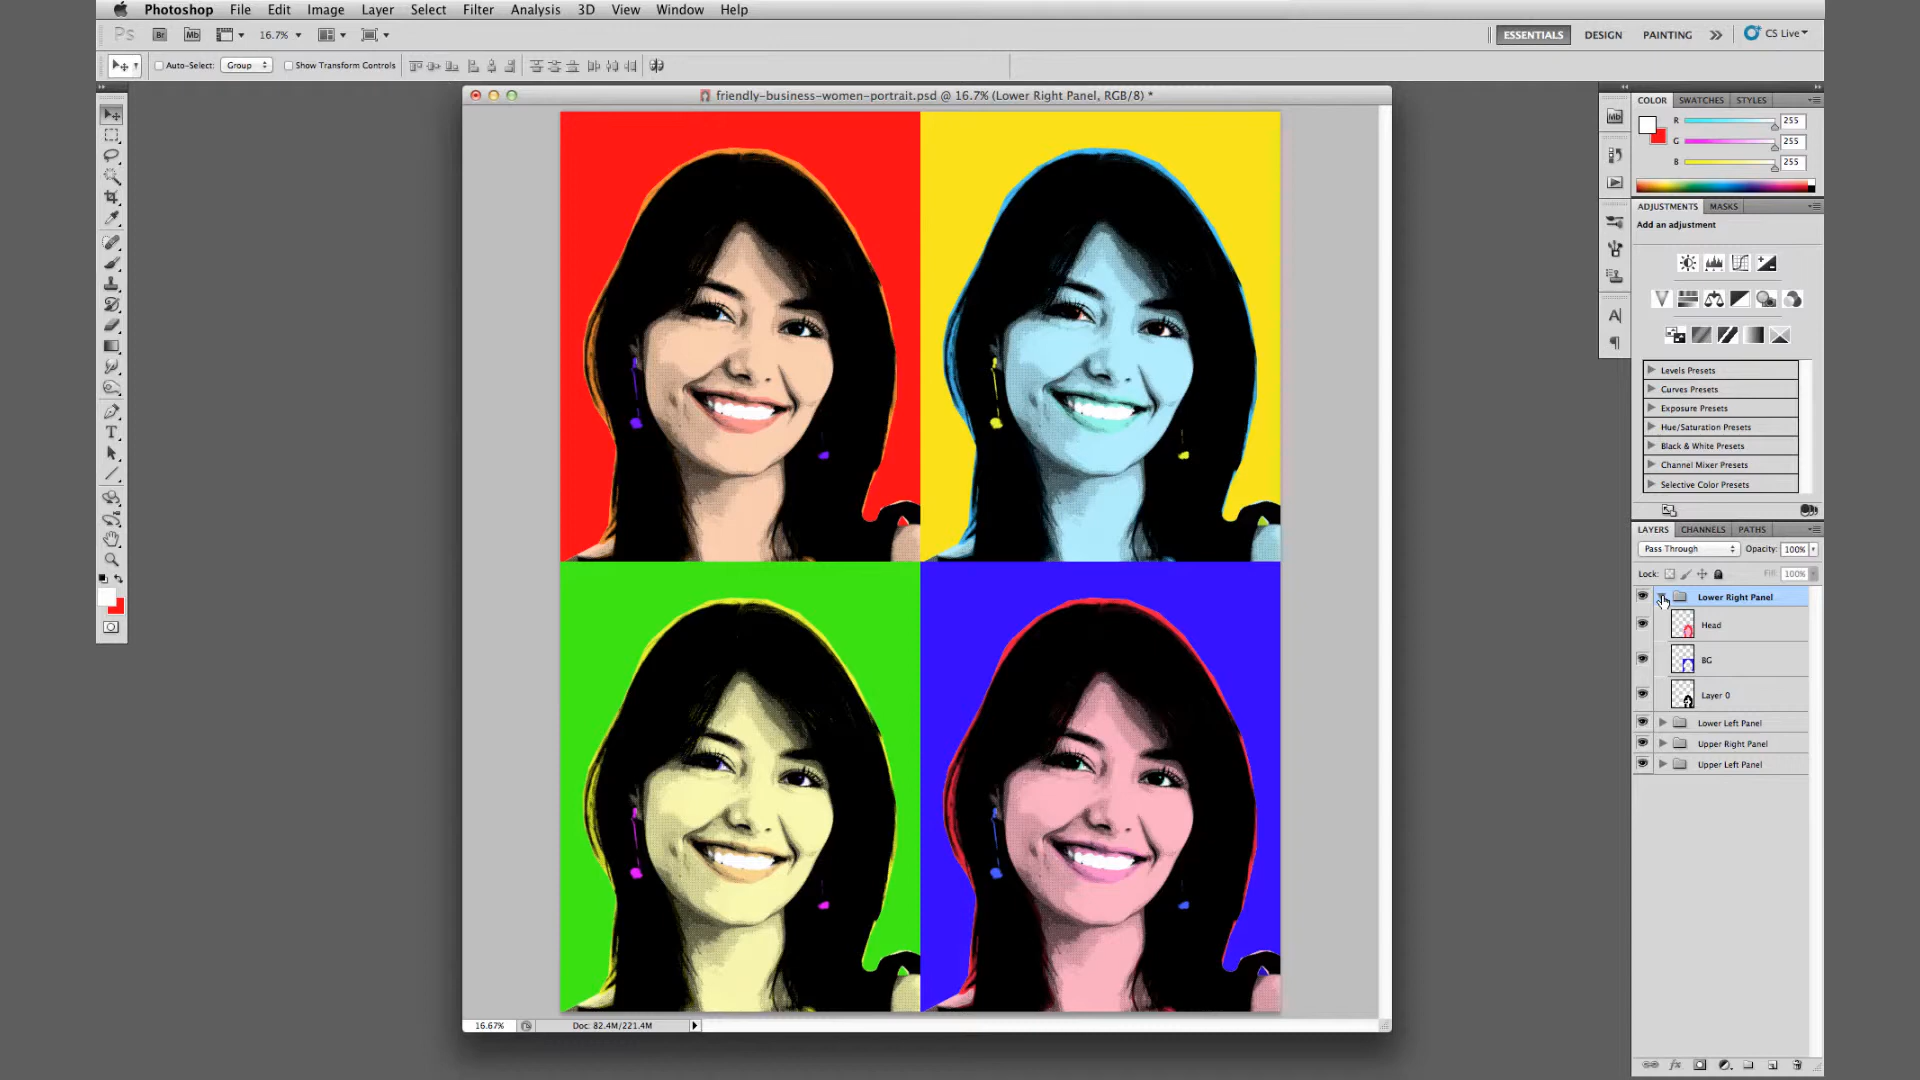 Photoshop File Edit Image Layer Select Filter Analysis 3D View Window Help
Ps Br Mb 16.7% ESSENTIALS DESIGN PAINTING CS Live
Auto-Select: Group Show Transform Controls
friendly-business-women-portrait.psd @ 16.7% (Lower Right Panel, RGB/8) *
COLOR SWATCHES STYLES
Mb
R 255
G 255
B 255
ADJUSTMENTS MASKS
Add an adjustment
Levels Presets
Curves Presets
Exposure Presets
Hue/Saturation Presets
Black & White Presets
Channel Mixer Presets
Selective Color Presets
LAYERS CHANNELS PATHS
Pass Through Opacity: 100%
Lock: Fill: 100%
Lower Right Panel
Head
BG
Layer 0
Lower Left Panel
Upper Right Panel
Upper Left Panel
16.67% Doc: 82.4M/221.4M